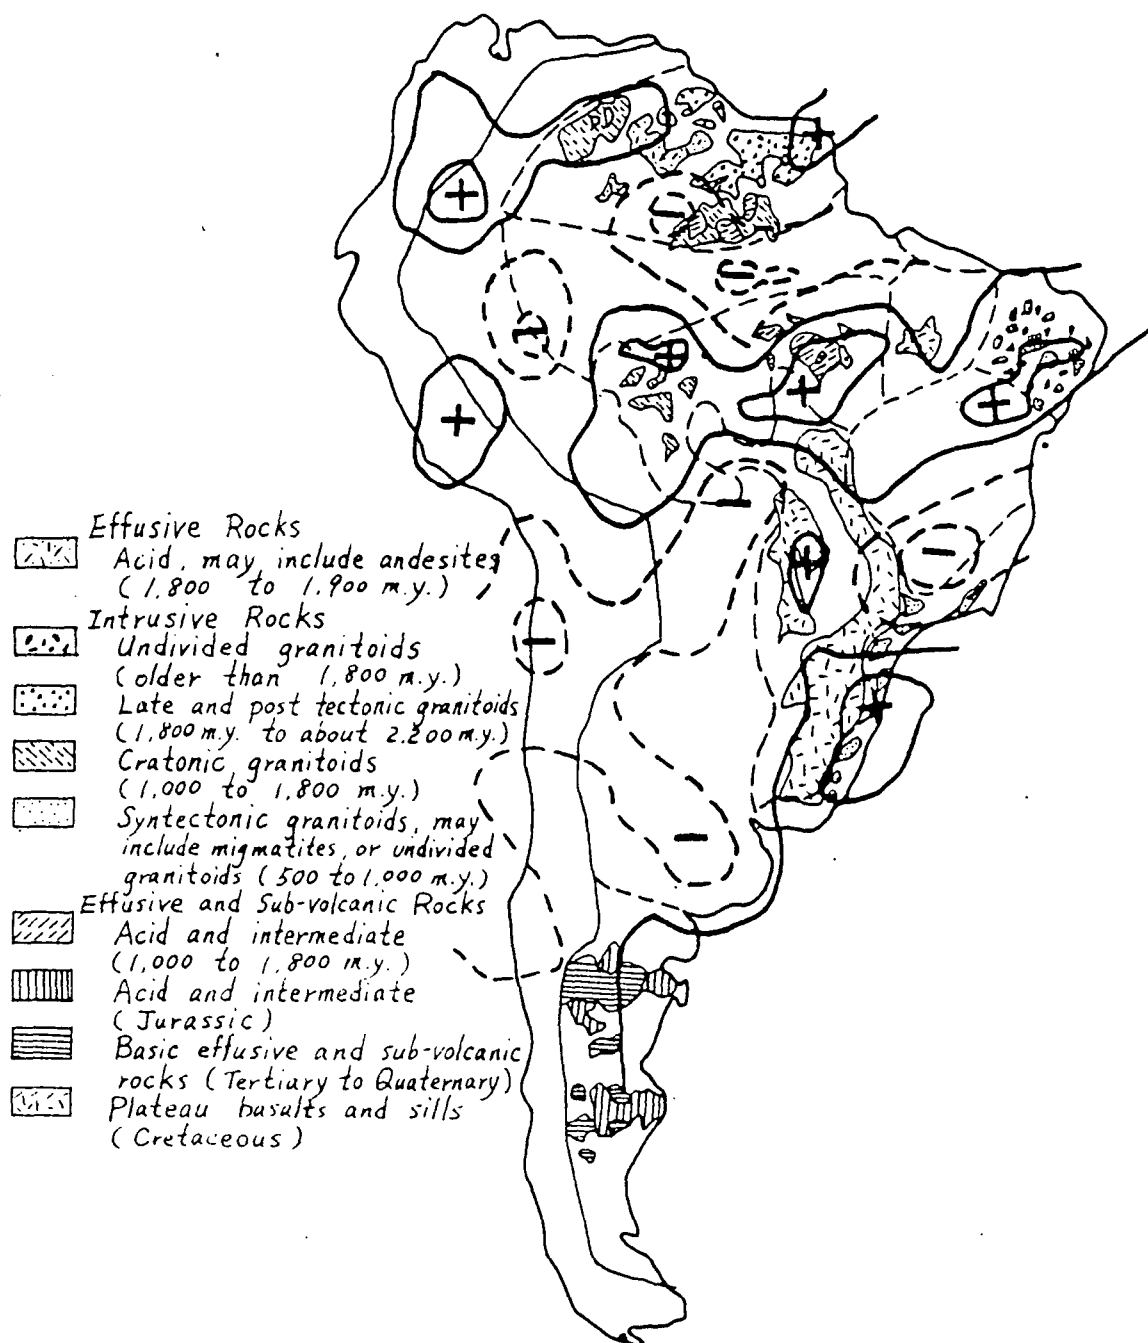 Effusive Rocks
Acid, may include andesites
(1,800 to 1,900 m.y.)
Intrusive Rocks
Undivided granitoids
(older than 1,800 m.y.)
Late and post tectonic granitoids
(1,800 m.y. to about 2,200 m.y.)
Cratonic granitoids
(1,000 to 1,800 m.y.)
Syntectonic granitoids, may
include migmatites, or undivided
granitoids (500 to 1,000 m.y.)
Effusive and Sub-volcanic Rocks
Acid and intermediate
(1,000 to 1,800 m.y.)
Acid and intermediate
(Jurassic)
Basic effusive and sub-volcanic
rocks (Tertiary to Quaternary)
Plateau basults and sills
(Cretaceous)